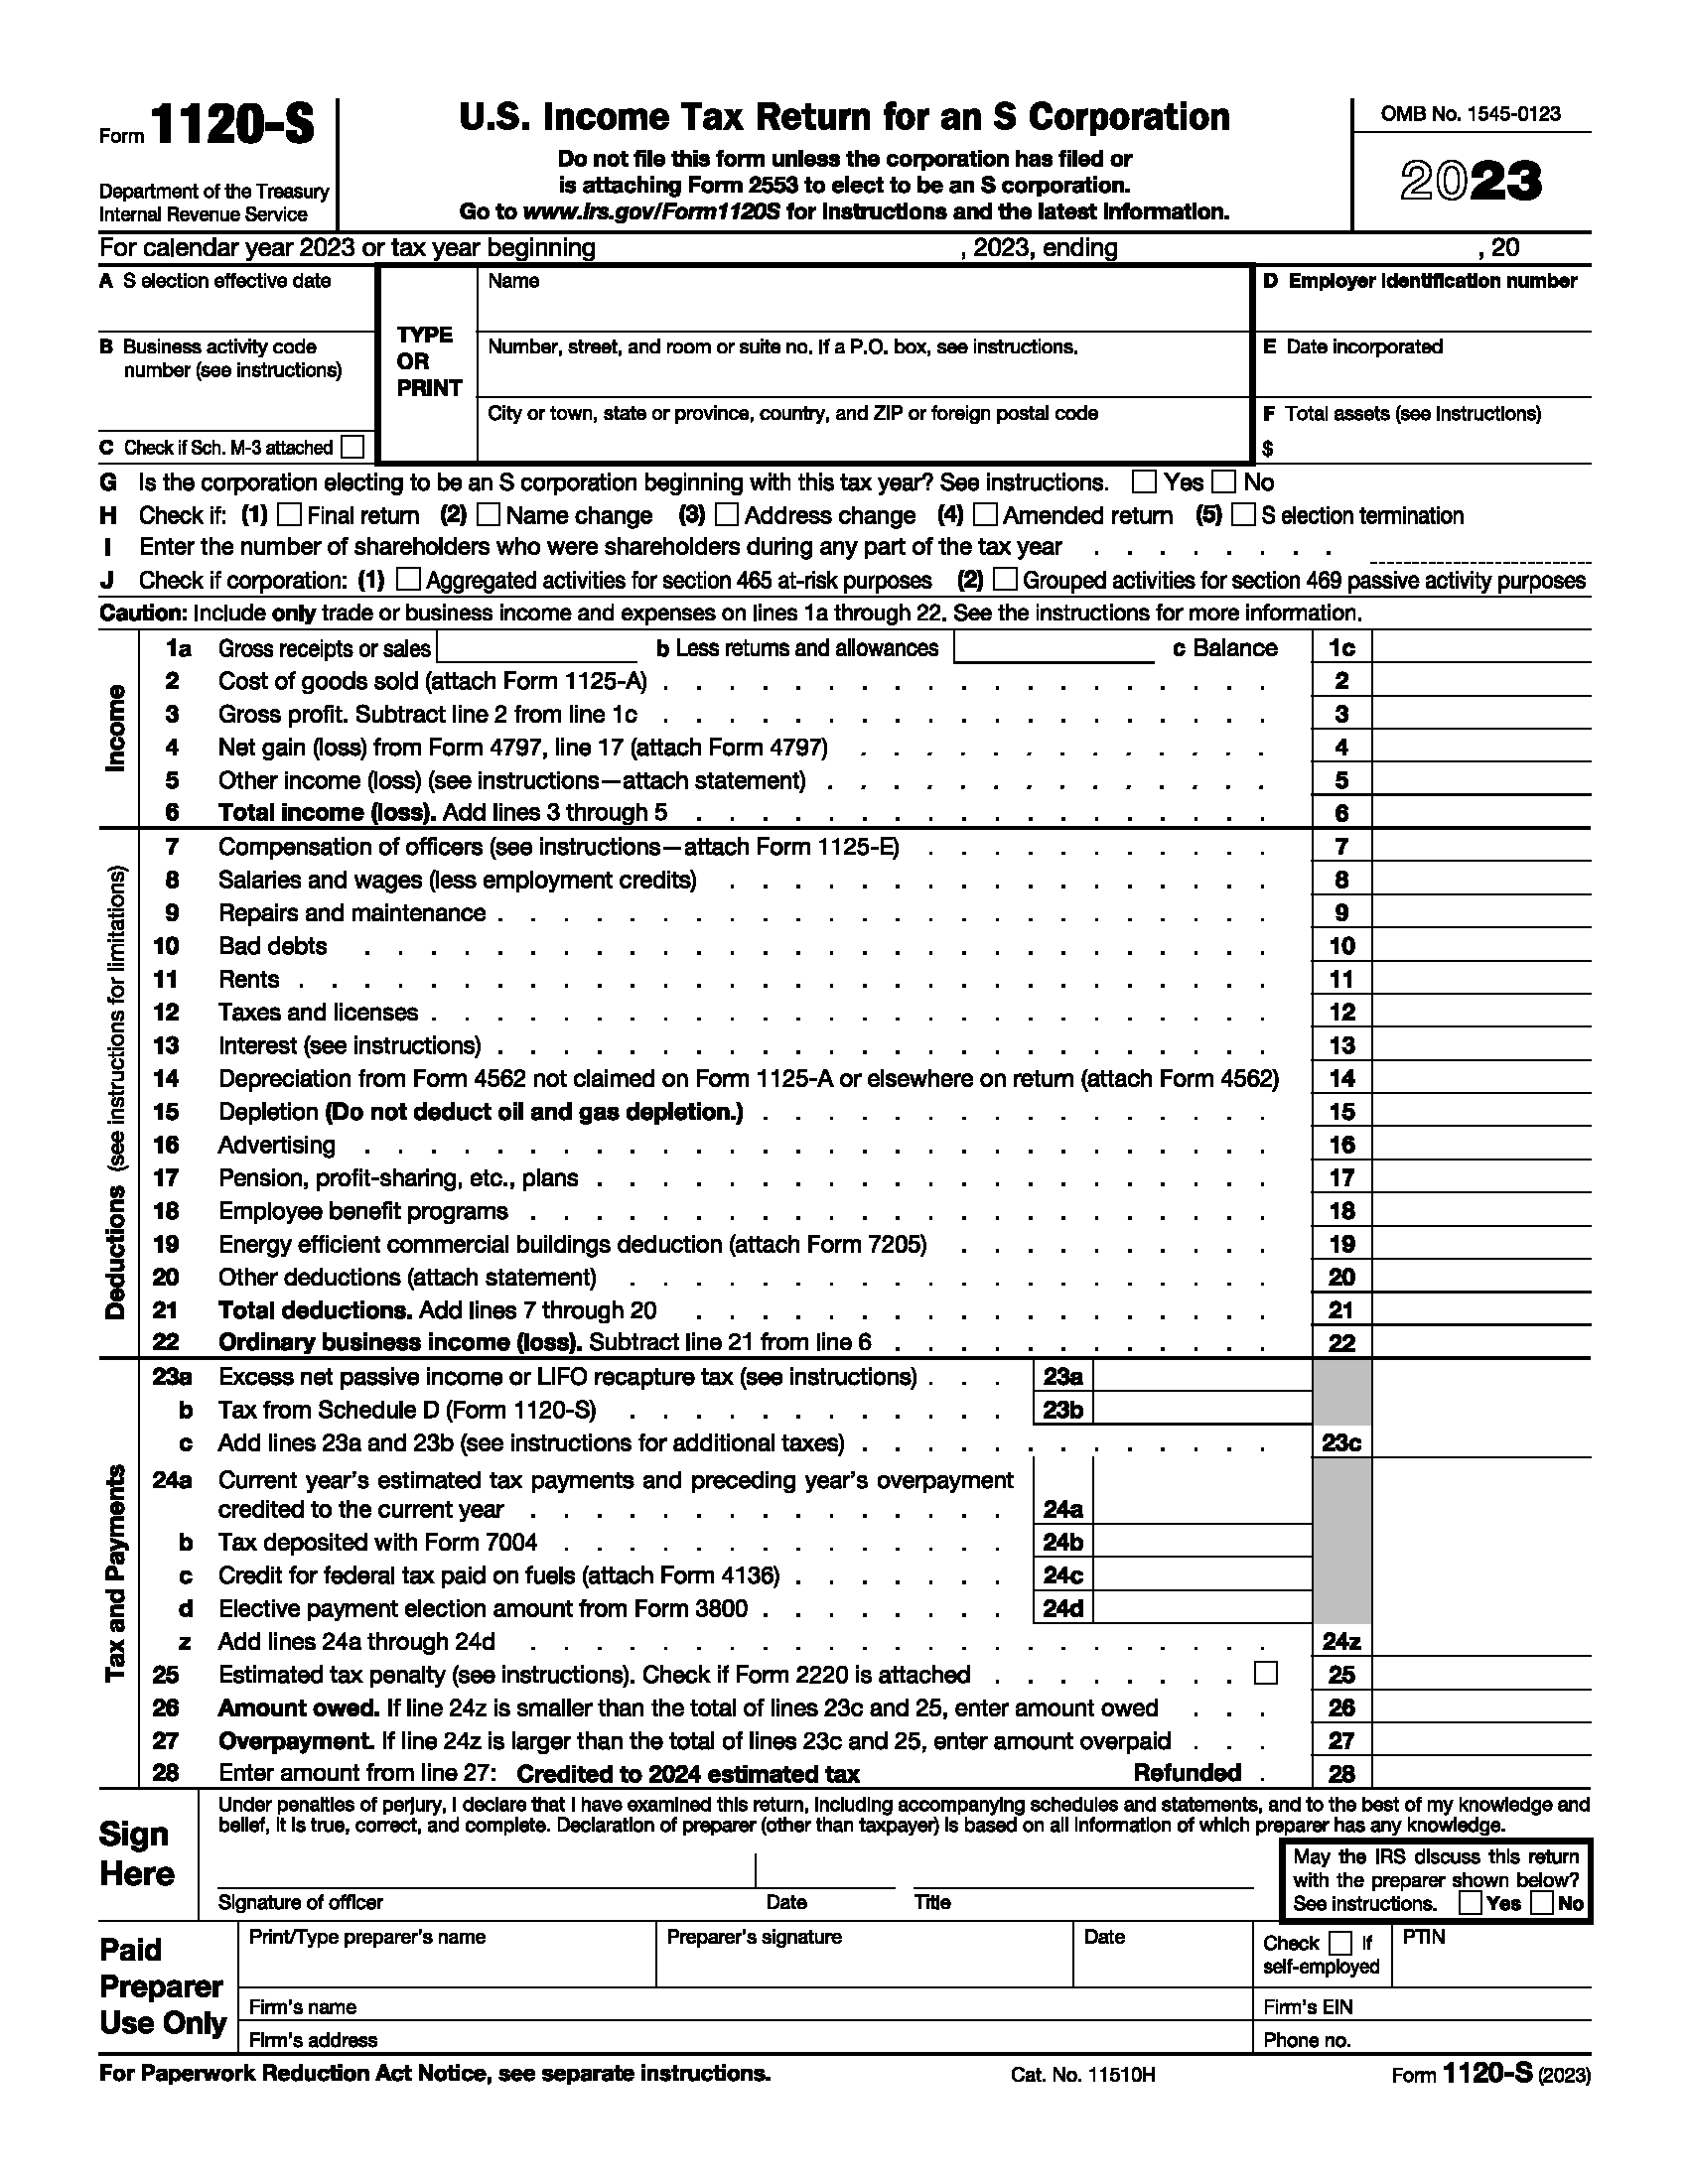 Form 1120-S
Department of the Treasury
Internal Revenue Service
U.S. Income Tax Return for an S Corporation
Do not file this form unless the corporation has filed or
is attaching Form 2553 to elect to be an S corporation.
Go to www.irs.gov/Form1120S for instructions and the latest information.
OMB No. 1545-0123
2023
For calendar year 2023 or tax year beginning , 2023, ending , 20
A S election effective date
B Business activity code
number (see instructions)
C Check if Sch. M-3 attached
TYPE
OR
PRINT
Name
Number, street, and room or suite no. If a P.O. box, see instructions.
City or town, state or province, country, and ZIP or foreign postal code
D Employer identification number
E Date incorporated
F Total assets (see instructions)
$
G Is the corporation electing to be an S corporation beginning with this tax year? See instructions. Yes No
H Check if: (1) Final return (2) Name change (3) Address change (4) Amended return (5) S election termination
I Enter the number of shareholders who were shareholders during any part of the tax year . . . . . . . .
J Check if corporation: (1) Aggregated activities for section 465 at-risk purposes (2) Grouped activities for section 469 passive activity purposes
Caution: Include only trade or business income and expenses on lines 1a through 22. See the instructions for more information.
Income
1a Gross receipts or sales b Less returns and allowances c Balance 1c
2 Cost of goods sold (attach Form 1125-A) . . . . . . . . . . . . . . . . . . . 2
3 Gross profit. Subtract line 2 from line 1c . . . . . . . . . . . . . . . . . . . 3
4 Net gain (loss) from Form 4797, line 17 (attach Form 4797) . . . . . . . . . . . . . 4
5 Other income (loss) (see instructions—attach statement) . . . . . . . . . . . . . . 5
6 Total income (loss). Add lines 3 through 5 . . . . . . . . . . . . . . . . . . 6
Deductions (see instructions for limitations)
7 Compensation of officers (see instructions—attach Form 1125-E) . . . . . . . . . . . 7
8 Salaries and wages (less employment credits) . . . . . . . . . . . . . . . . . 8
9 Repairs and maintenance . . . . . . . . . . . . . . . . . . . . . . . . 9
10 Bad debts . . . . . . . . . . . . . . . . . . . . . . . . . . . . 10
11 Rents . . . . . . . . . . . . . . . . . . . . . . . . . . . . . . 11
12 Taxes and licenses . . . . . . . . . . . . . . . . . . . . . . . . . . 12
13 Interest (see instructions) . . . . . . . . . . . . . . . . . . . . . . . . 13
14 Depreciation from Form 4562 not claimed on Form 1125-A or elsewhere on return (attach Form 4562) 14
15 Depletion (Do not deduct oil and gas depletion.) . . . . . . . . . . . . . . . . 15
16 Advertising . . . . . . . . . . . . . . . . . . . . . . . . . . . . 16
17 Pension, profit-sharing, etc., plans . . . . . . . . . . . . . . . . . . . . . 17
18 Employee benefit programs . . . . . . . . . . . . . . . . . . . . . . . 18
19 Energy efficient commercial buildings deduction (attach Form 7205) . . . . . . . . . . 19
20 Other deductions (attach statement) . . . . . . . . . . . . . . . . . . . . 20
21 Total deductions. Add lines 7 through 20 . . . . . . . . . . . . . . . . . . 21
22 Ordinary business income (loss). Subtract line 21 from line 6 . . . . . . . . . . . . 22
Tax and Payments
23a Excess net passive income or LIFO recapture tax (see instructions) . . . 23a
b Tax from Schedule D (Form 1120-S) . . . . . . . . . . . . 23b
c Add lines 23a and 23b (see instructions for additional taxes) . . . . . . . . . . . . . 23c
24a Current year's estimated tax payments and preceding year's overpayment
credited to the current year . . . . . . . . . . . . . . . 24a
b Tax deposited with Form 7004 . . . . . . . . . . . . . . 24b
c Credit for federal tax paid on fuels (attach Form 4136) . . . . . . . 24c
d Elective payment election amount from Form 3800 . . . . . . . . 24d
z Add lines 24a through 24d . . . . . . . . . . . . . . . . . . . . . . . 24z
25 Estimated tax penalty (see instructions). Check if Form 2220 is attached . . . . . . . . 25
26 Amount owed. If line 24z is smaller than the total of lines 23c and 25, enter amount owed . . . 26
27 Overpayment. If line 24z is larger than the total of lines 23c and 25, enter amount overpaid . . . 27
28 Enter amount from line 27: Credited to 2024 estimated tax Refunded . 28
Sign
Here
Under penalties of perjury, I declare that I have examined this return, including accompanying schedules and statements, and to the best of my knowledge and
belief, it is true, correct, and complete. Declaration of preparer (other than taxpayer) is based on all information of which preparer has any knowledge.
Signature of officer Date Title
May the IRS discuss this return
with the preparer shown below?
See instructions. Yes No
Paid
Preparer
Use Only
Print/Type preparer's name Preparer's signature Date
Check if
self-employed
PTIN
Firm's name Firm's EIN
Firm's address Phone no.
For Paperwork Reduction Act Notice, see separate instructions. Cat. No. 11510H Form 1120-S (2023)